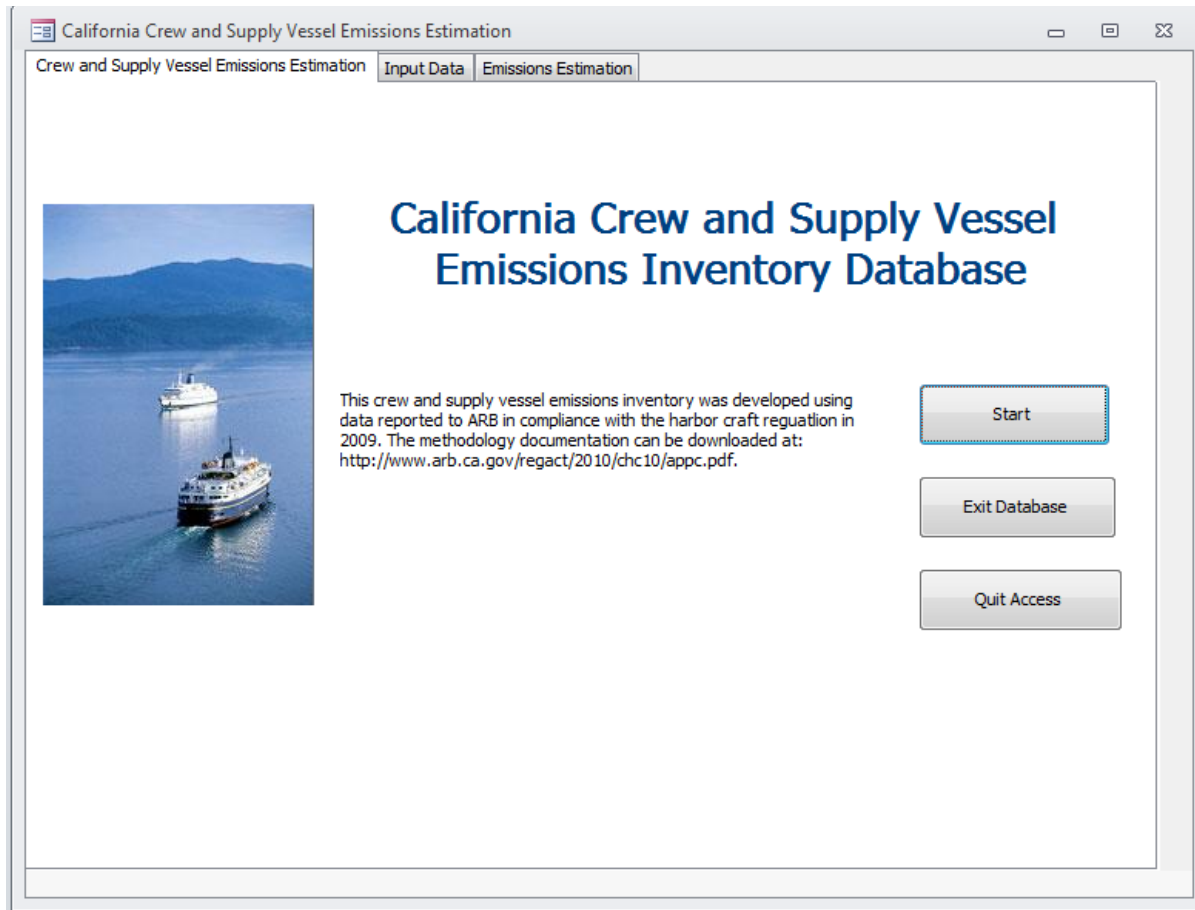 California Crew and Supply Vessel Emissions Estimation
Crew and Supply Vessel Emissions Estimation
Input Data
Emissions Estimation
California Crew and Supply Vessel
Emissions Inventory Database
This crew and supply vessel emissions inventory was developed using
data reported to ARB in compliance with the harbor craft reguatlion in
2009. The methodology documentation can be downloaded at:
http://www.arb.ca.gov/regact/2010/chc10/appc.pdf.
Start
Exit Database
Quit Access